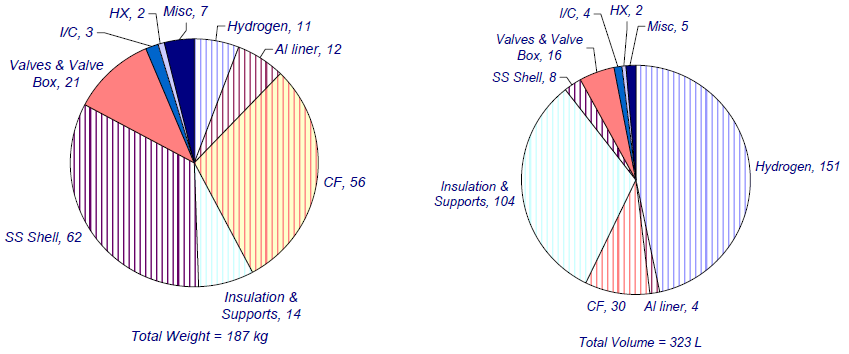 HX, 2
Misc, 7
I/C, 3
Hydrogen, 11
Al liner, 12
Valves & Valve
Box, 21
CF, 56
SS Shell, 62
Insulation &
Supports, 14
Total Weight = 187 kg
I/C, 4
HX, 2
Misc, 5
Valves & Valve
Box, 16
SS Shell, 8
Hydrogen, 151
Insulation &
Supports, 104
CF, 30
Al liner, 4
Total Volume = 323 L